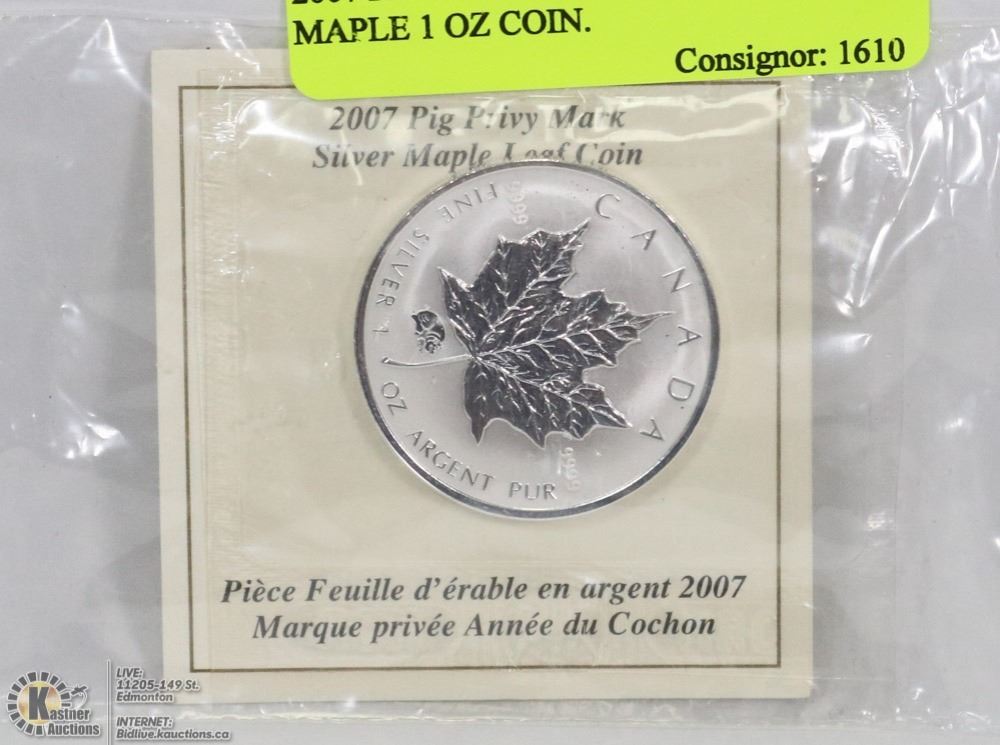 MAPLE 1 OZ COIN.
Consignor: 1610
2007 Pig Privy Mark
Silver Maple Leaf Coin
CANADA
FINE SILVER 1 OZ ARGENT PUR
9999
9999
Pièce Feuille d'érable en argent 2007
Marque privée Année du Cochon
Kastner
Auctions
LIVE:
11205-149 St.
Edmonton
INTERNET:
Bidlive.kauctions.ca